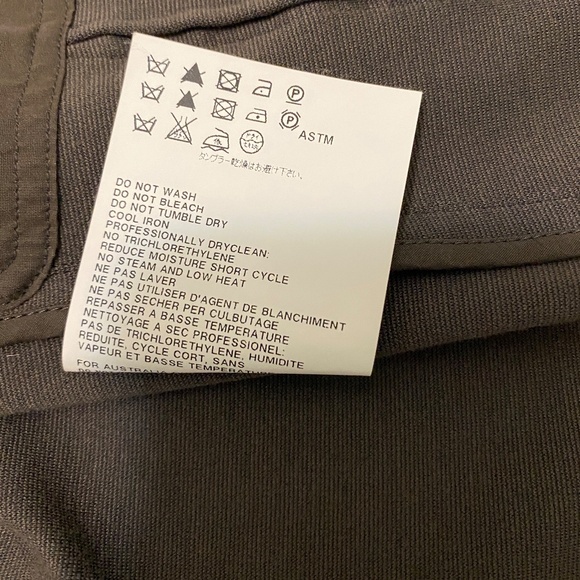 P
P
ASTM
タンブラー乾燥はお避け下さい。
DO NOT WASH
DO NOT BLEACH
DO NOT TUMBLE DRY
COOL IRON
PROFESSIONALLY DRYCLEAN:
NO TRICHLORETHYLENE
REDUCE MOISTURE SHORT CYCLE
NO STEAM AND LOW HEAT
NE PAS LAVER
NE PAS UTILISER D'AGENT DE BLANCHIMENT
NE PAS SECHER PAR CULBUTAGE
REPASSER A BASSE TEMPERATURE
NETTOYAGE A SEC PROFESSIONEL:
PAS DE TRICHLORETHYLENE, HUMIDITE
REDUITE, CYCLE CORT, SANS
VAPEUR ET BASSE TEMPERATURE
FOR AUSTRALIA